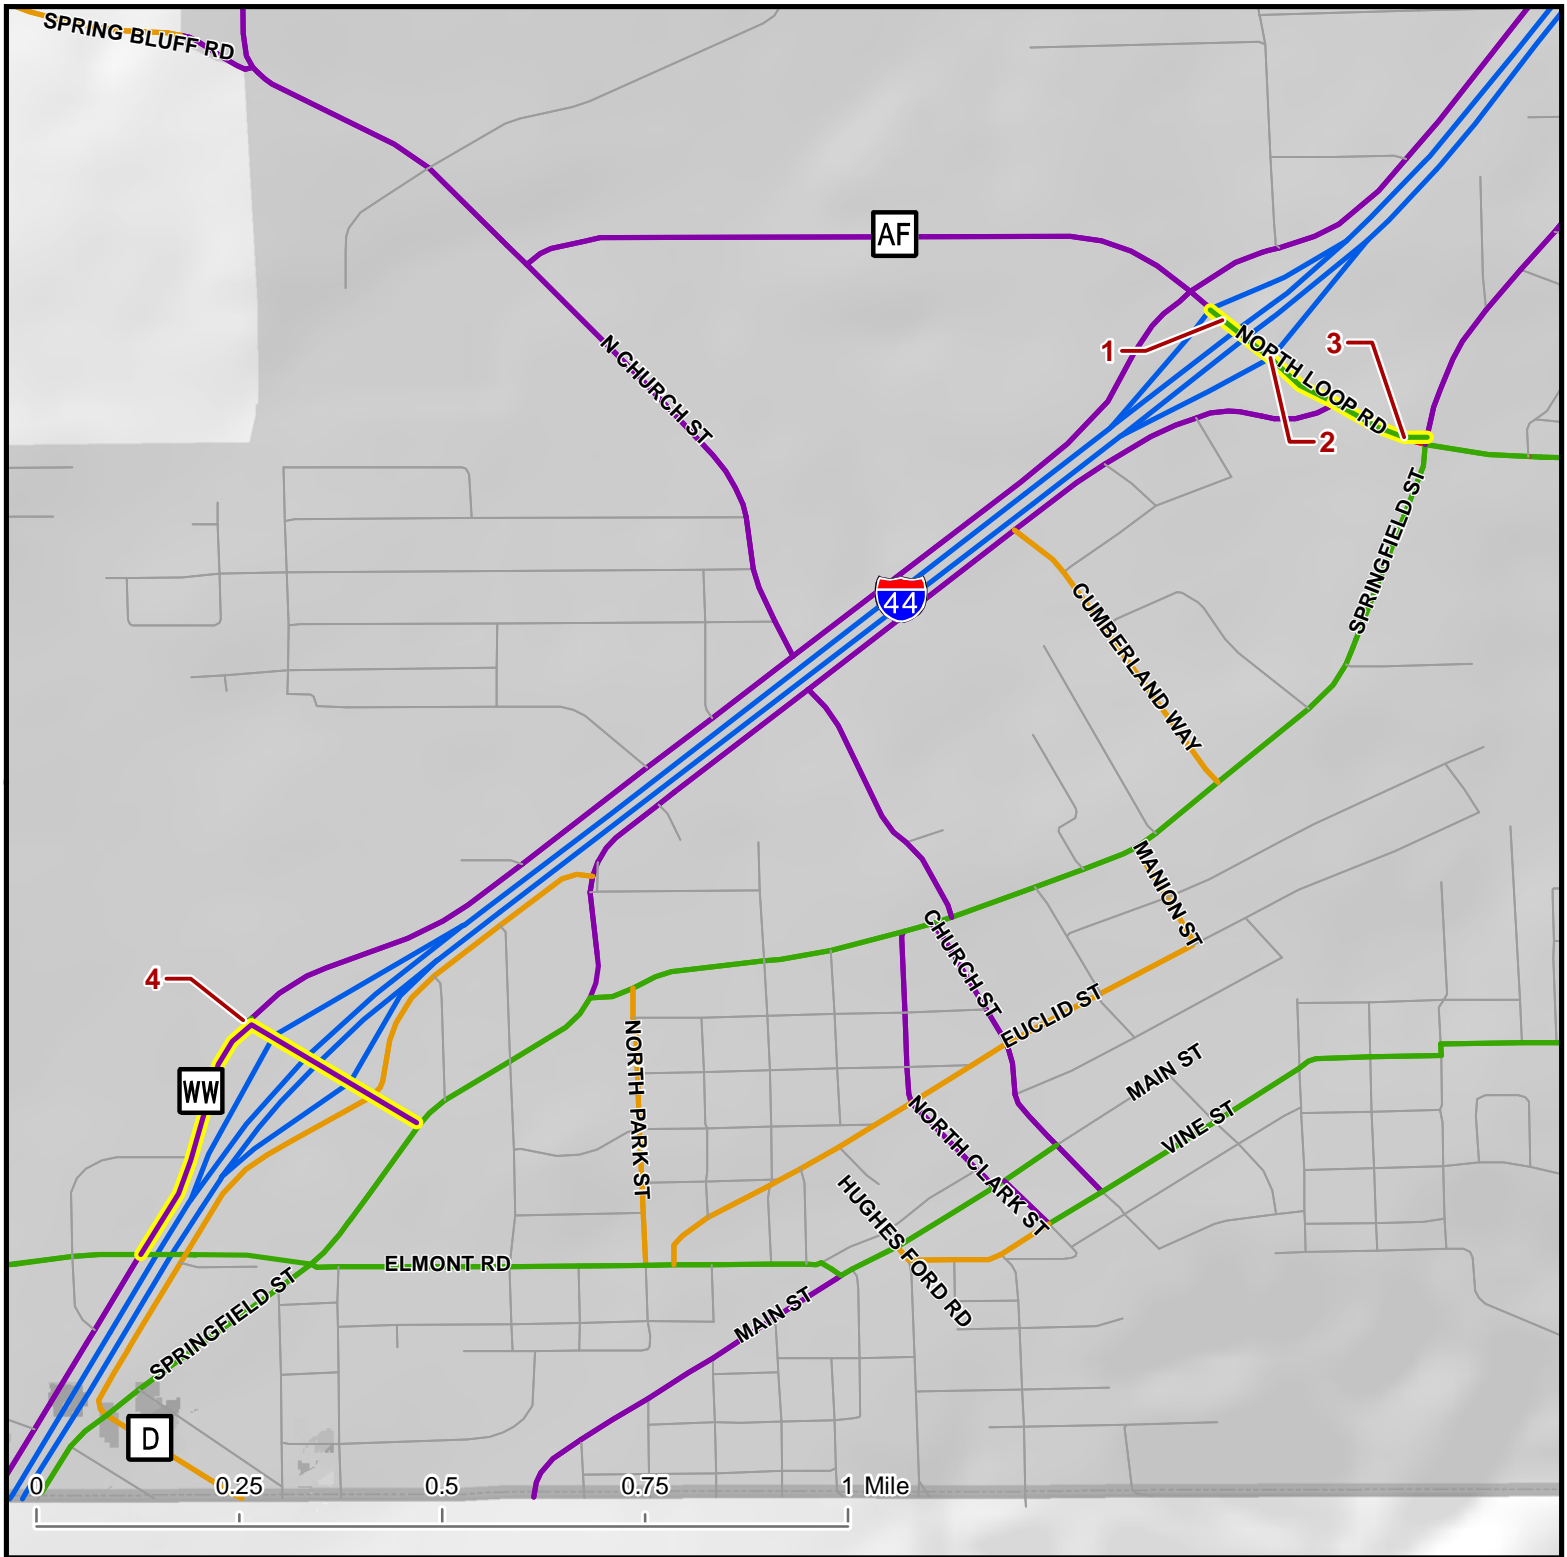 SPRING BLUFF RD
AF
N CHURCH ST
1
NORTH LOOP RD
3
2
SPRINGFIELD ST
44
CUMBERLAND WAY
MANION ST
CHURCH ST
4
EUCLID ST
WW
NORTH PARK ST
MAIN ST
NORTH CLARK ST
VINE ST
HUGHES FORD RD
ELMONT RD
SPRINGFIELD ST
MAIN ST
D
0 0.25 0.5 0.75 1 Mile